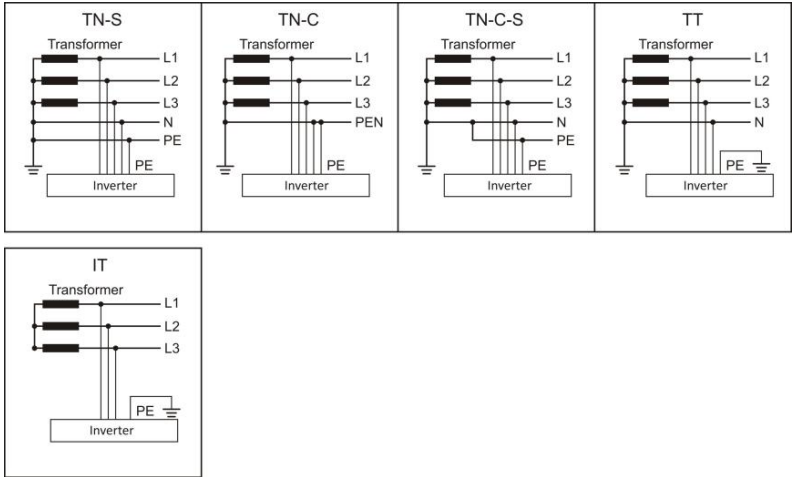 TN-S
Transformer
L1
L2
L3
N
PE
PE
Inverter
TN-C
Transformer
L1
L2
L3
PEN
PE
Inverter
TN-C-S
Transformer
L1
L2
L3
N
PE
PE
Inverter
TT
Transformer
L1
L2
L3
N
PE
Inverter
IT
Transformer
L1
L2
L3
PE
Inverter